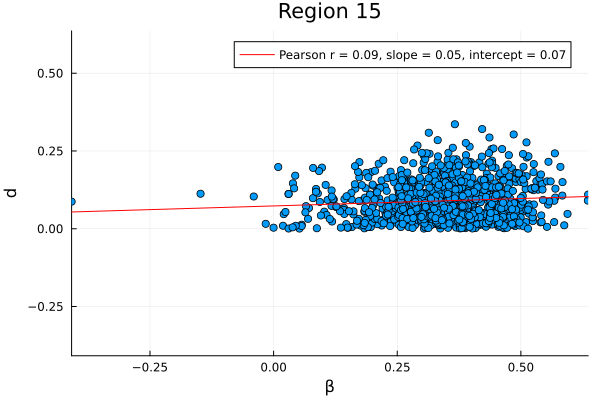 Region 15
Pearson r = 0.09, slope = 0.05, intercept = 0.07
0.50
0.25
0.00
−0.25
d
−0.25
0.00
0.25
0.50
β